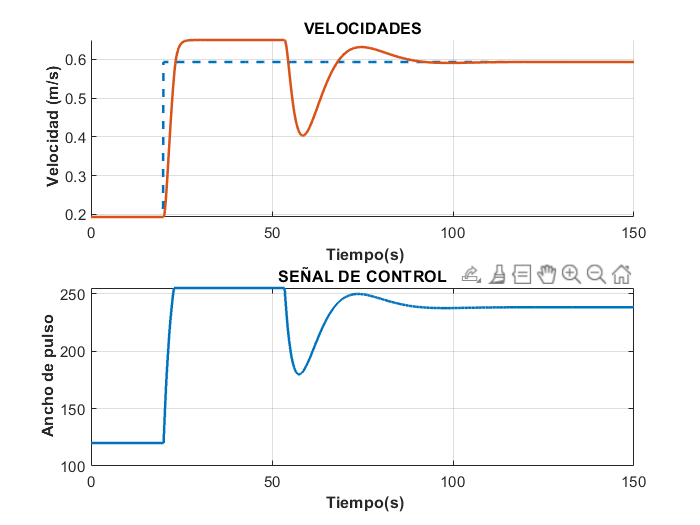 VELOCIDADES
Velocidad (m/s)
0.6
0.5
0.4
0.3
0.2
0 50 100 150
Tiempo(s)
SEÑAL DE CONTROL
Ancho de pulso
250
200
150
100
0 50 100 150
Tiempo(s)